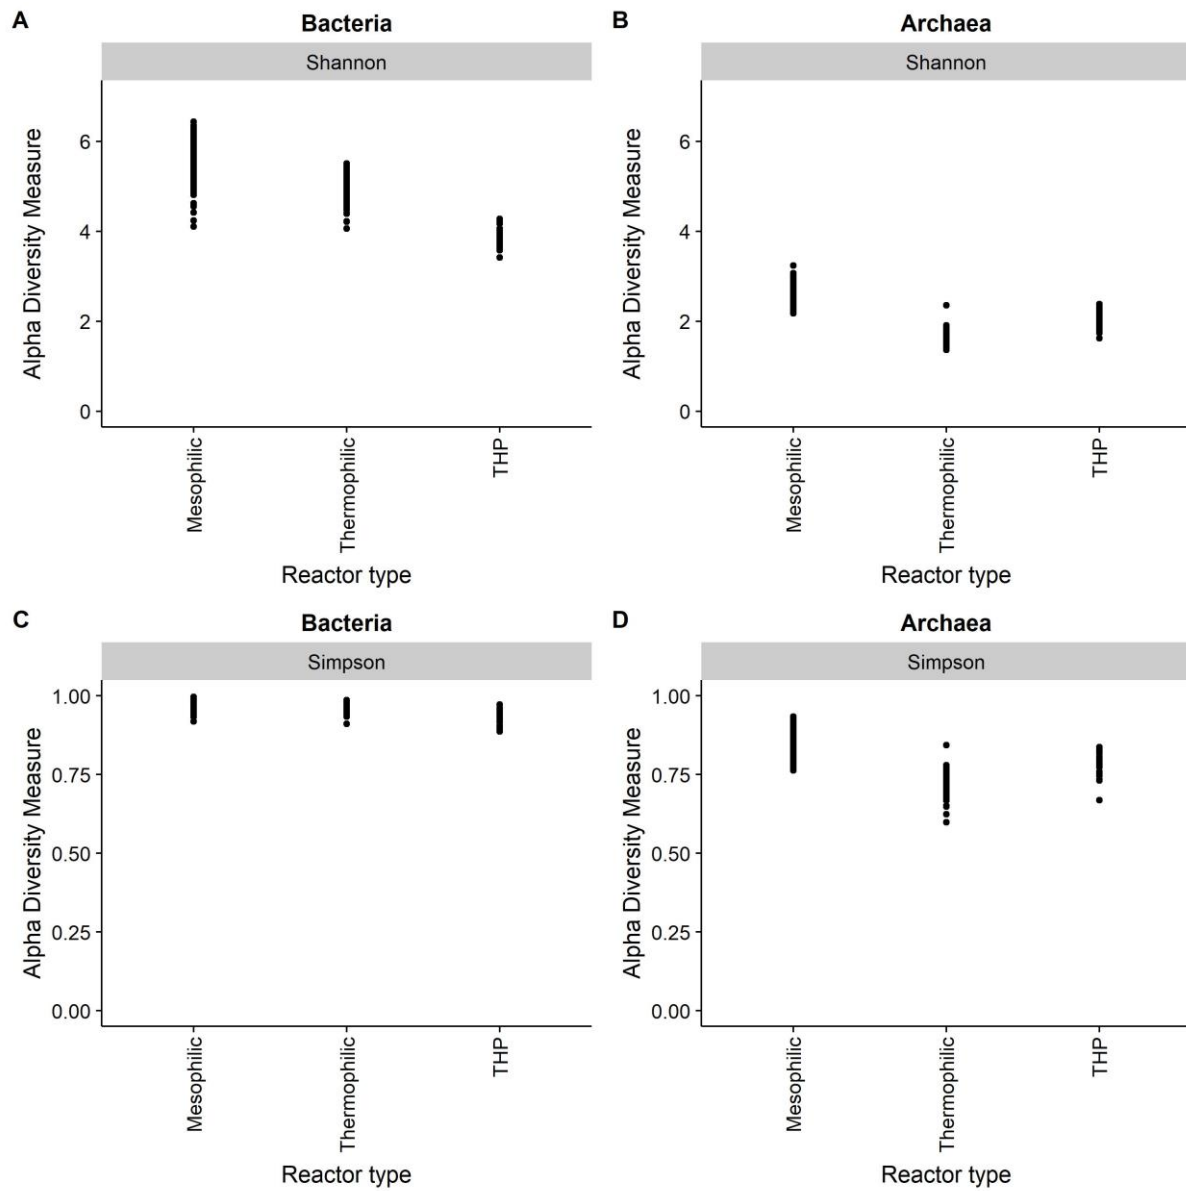 A
Bacteria
Shannon
Alpha Diversity Measure
6
4
2
0
Mesophilic
Thermophilic
THP
Reactor type
B
Archaea
Shannon
Alpha Diversity Measure
6
4
2
0
Mesophilic
Thermophilic
THP
Reactor type
C
Bacteria
Simpson
Alpha Diversity Measure
1.00
0.75
0.50
0.25
0.00
Mesophilic
Thermophilic
THP
Reactor type
D
Archaea
Simpson
Alpha Diversity Measure
1.00
0.75
0.50
0.25
0.00
Mesophilic
Thermophilic
THP
Reactor type